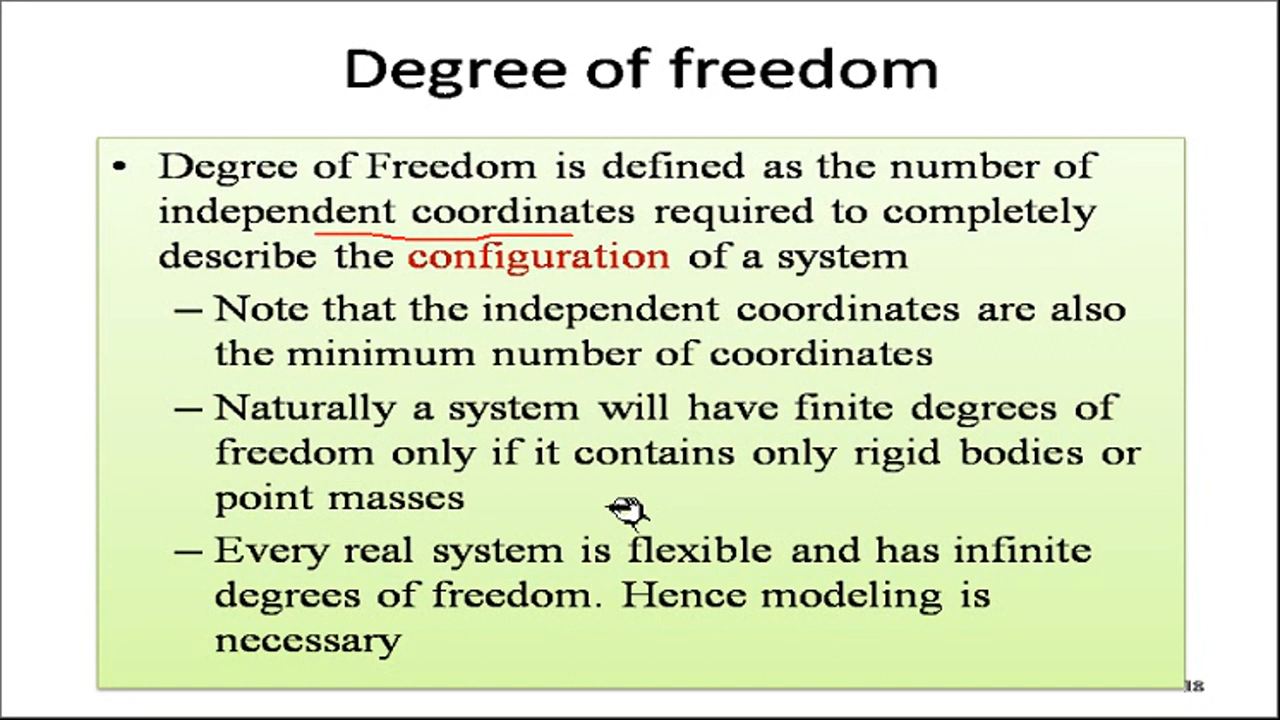 Degree of freedom
• Degree of Freedom is defined as the number of
independent coordinates required to completely
describe the configuration of a system
– Note that the independent coordinates are also
the minimum number of coordinates
– Naturally a system will have finite degrees of
freedom only if it contains only rigid bodies or
point masses
– Every real system is flexible and has infinite
degrees of freedom. Hence modeling is
necessary
18